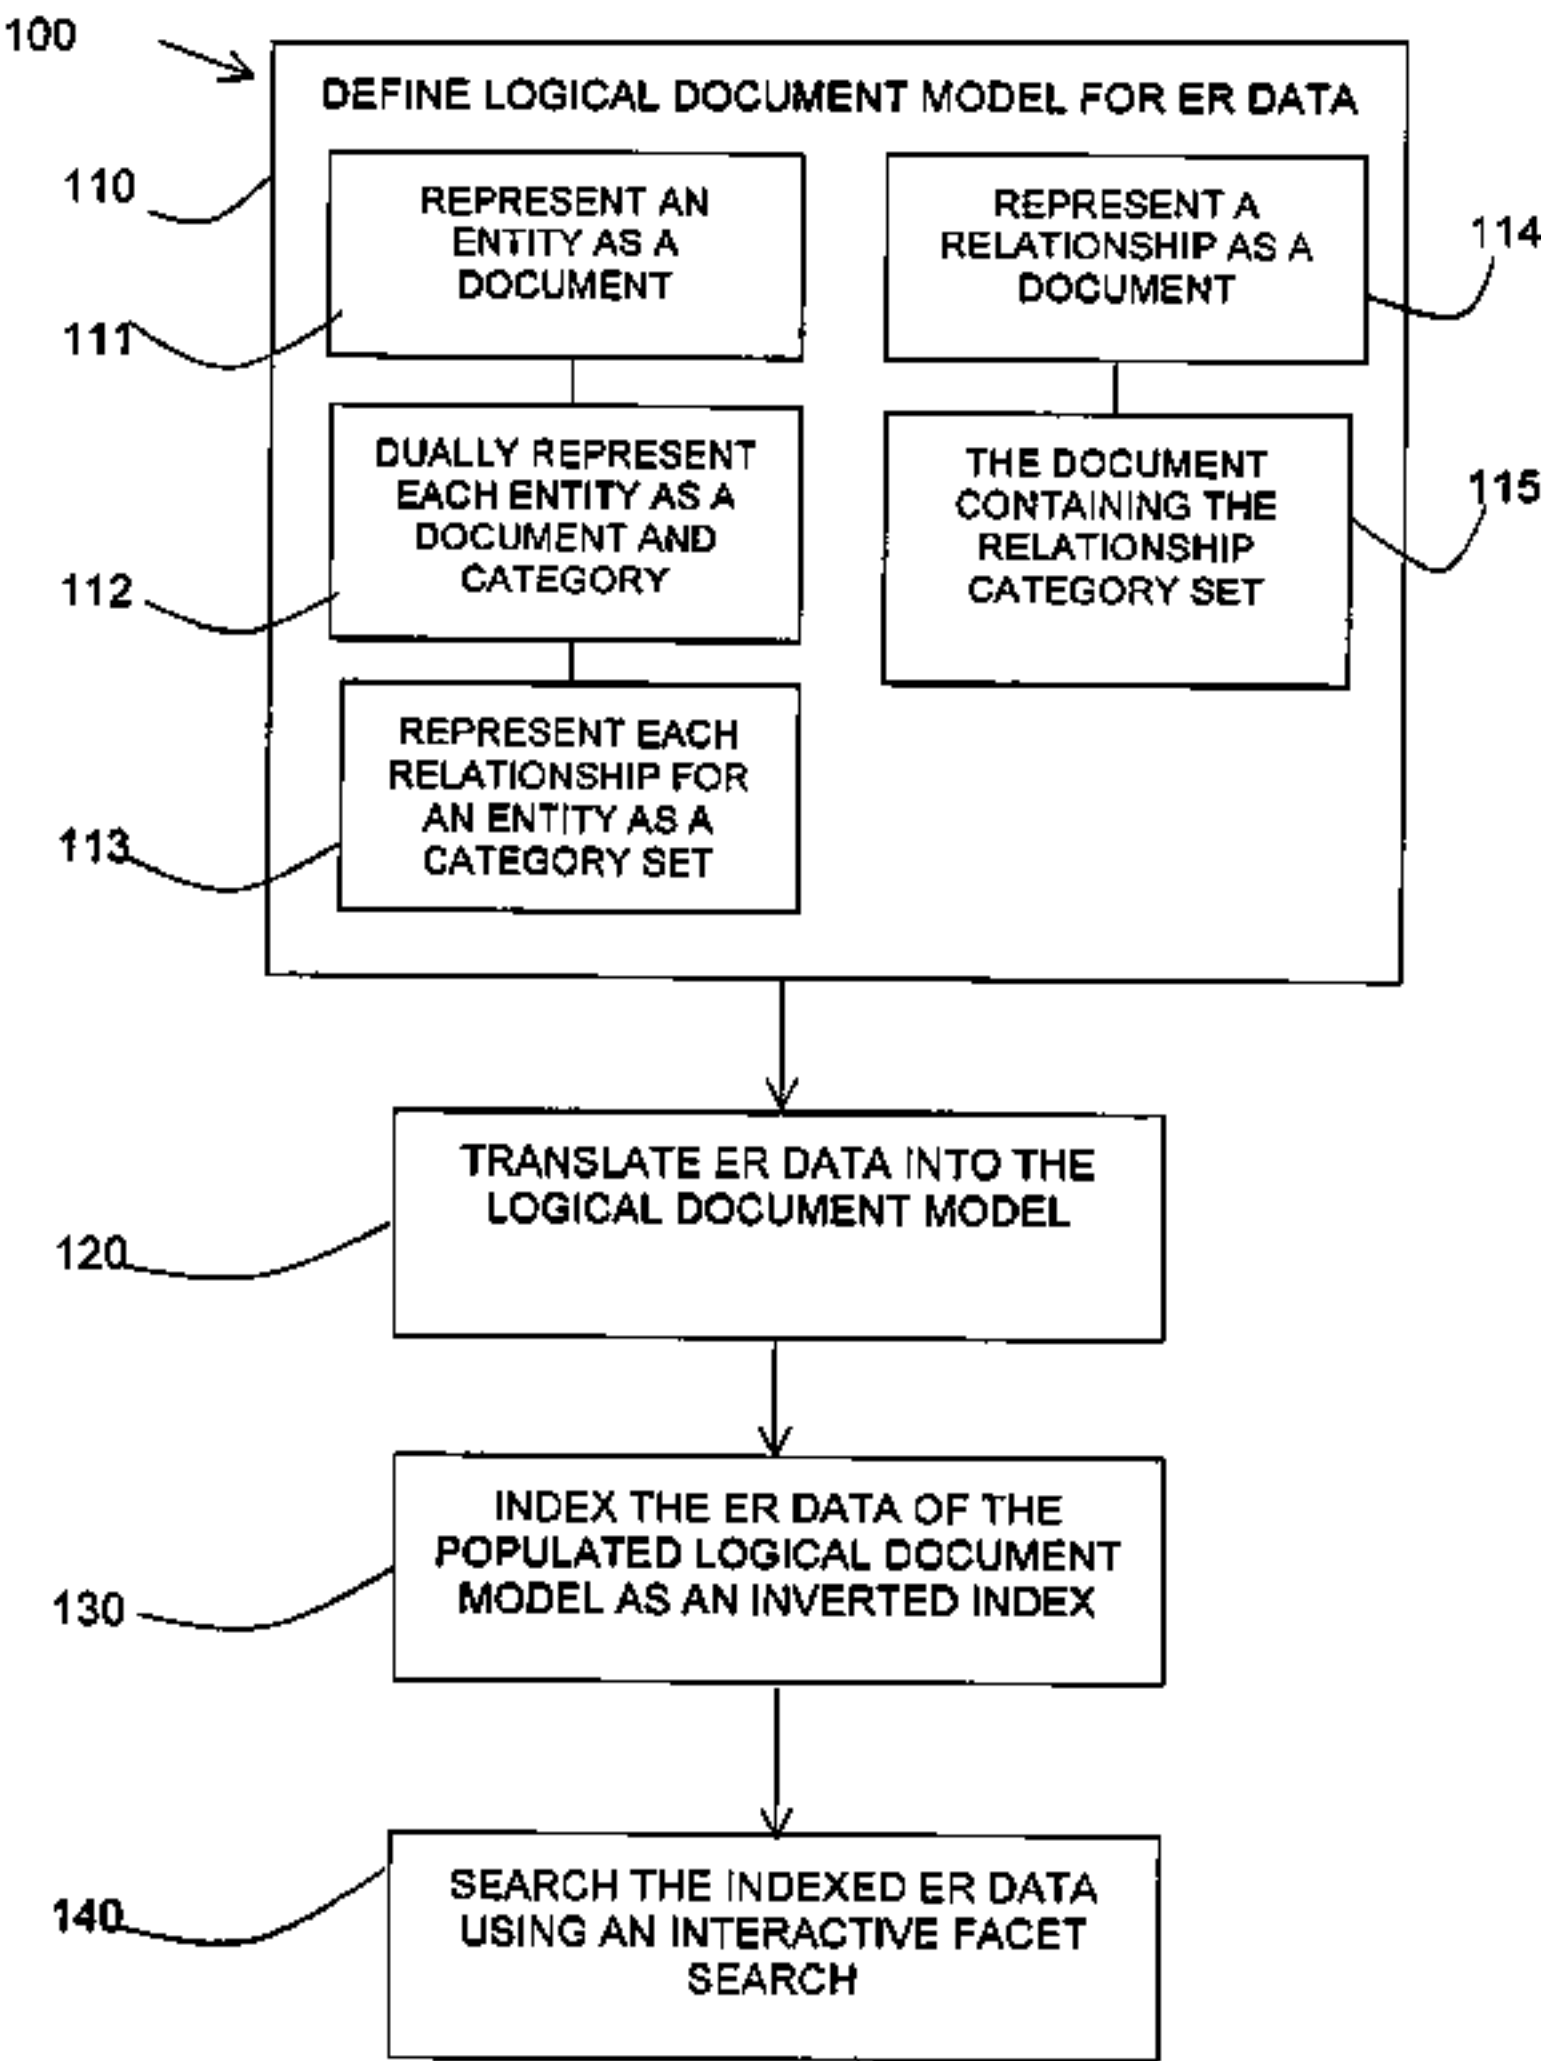 100
DEFINE LOGICAL DOCUMENT MODEL FOR ER DATA
110
REPRESENT AN
ENTITY AS A
DOCUMENT
111
DUALLY REPRESENT
EACH ENTITY AS A
DOCUMENT AND
CATEGORY
112
REPRESENT EACH
RELATIONSHIP FOR
AN ENTITY AS A
CATEGORY SET
113
REPRESENT A
RELATIONSHIP AS A
DOCUMENT
114
THE DOCUMENT
CONTAINING THE
RELATIONSHIP
CATEGORY SET
115
TRANSLATE ER DATA INTO THE
LOGICAL DOCUMENT MODEL
120
INDEX THE ER DATA OF THE
POPULATED LOGICAL DOCUMENT
MODEL AS AN INVERTED INDEX
130
SEARCH THE INDEXED ER DATA
USING AN INTERACTIVE FACET
SEARCH
140